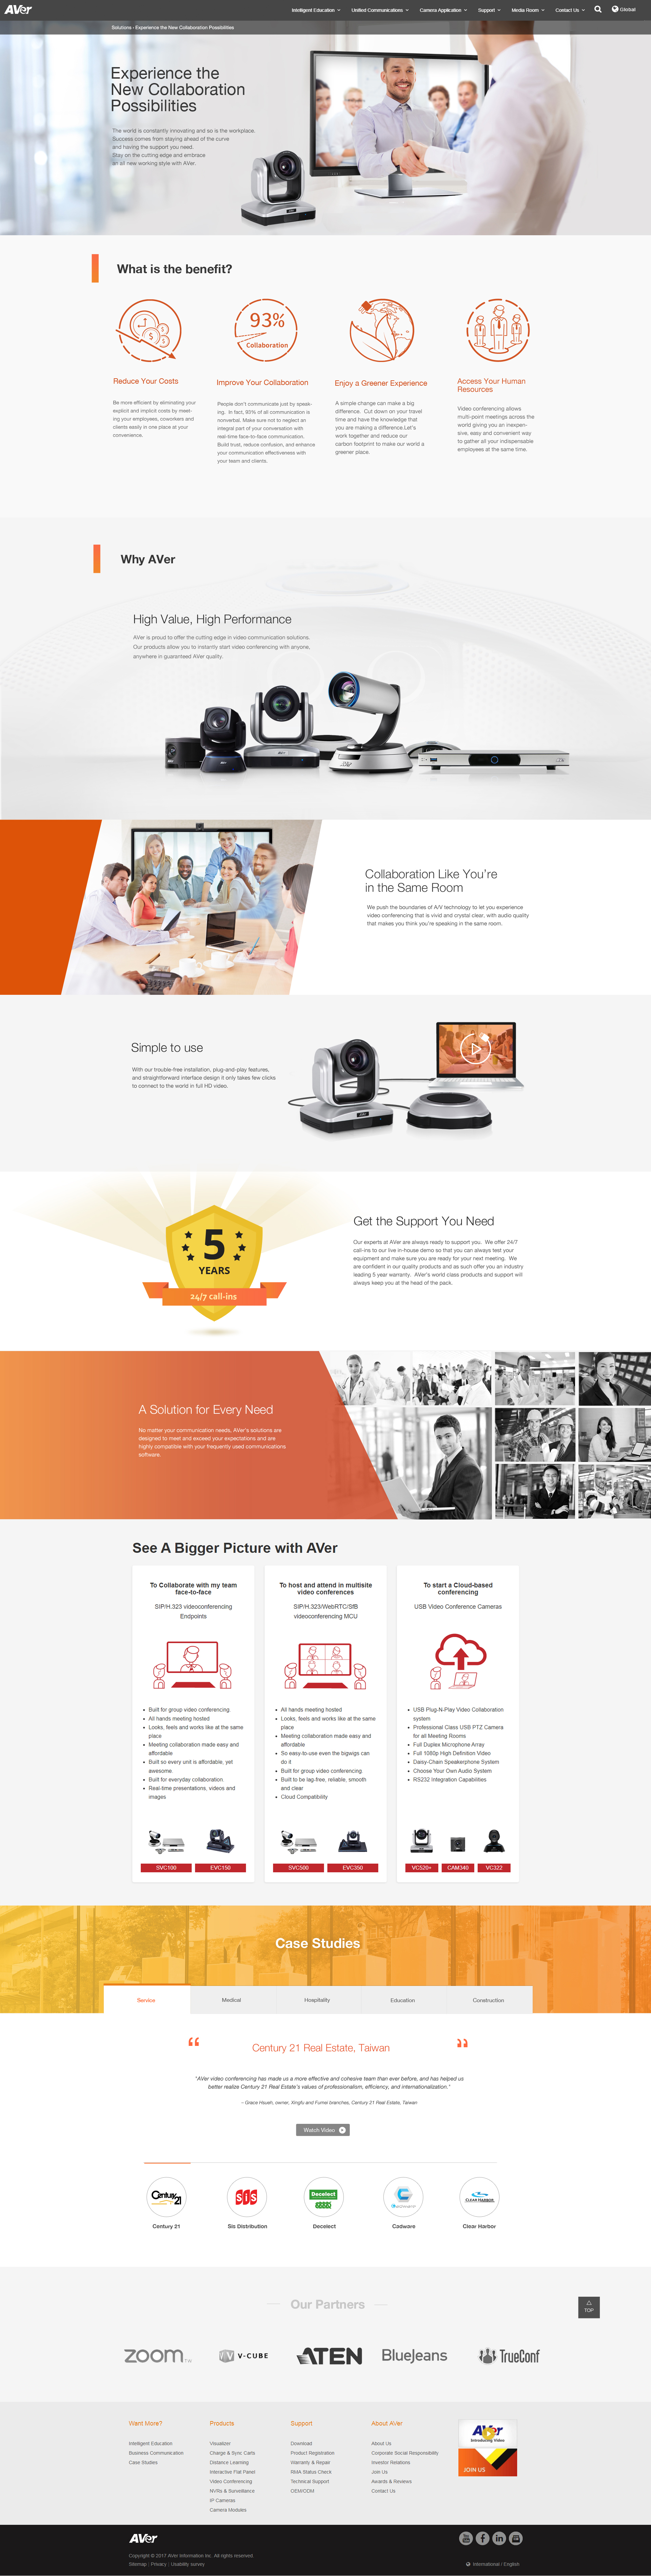 AVer
Intelligent Education
Unified Communications
Camera Application
Support
Media Room
Contact Us
Global
Solutions › Experience the New Collaboration Possibilities
Experience the
New Collaboration
Possibilities
The world is constantly innovating and so is the workplace.
Success comes from staying ahead of the curve
and having the support you need.
Stay on the cutting edge and embrace
an all new working style with AVer.
What is the benefit?
93%
Collaboration
Reduce Your Costs
Be more efficient by eliminating your
explicit and implicit costs by meet-
ing your employees, coworkers and
clients easily in one place at your
convenience.
Improve Your Collaboration
People don't communicate just by speak-
ing. In fact, 93% of all communication is
nonverbal. Make sure not to neglect an
integral part of your conversation with
real-time face-to-face communication.
Build trust, reduce confusion, and enhance
your communication effectiveness with
your team and clients.
Enjoy a Greener Experience
A simple change can make a big
difference. Cut down on your travel
time and have the knowledge that
you are making a difference.Let's
work together and reduce our
carbon footprint to make our world a
greener place.
Access Your Human
Resources
Video conferencing allows
multi-point meetings across the
world giving you an inexpen-
sive, easy and convenient way
to gather all your indispensable
employees at the same time.
Why AVer
High Value, High Performance
AVer is proud to offer the cutting edge in video communication solutions.
Our products allow you to instantly start video conferencing with anyone,
anywhere in guaranteed AVer quality.
Collaboration Like You're
in the Same Room
We push the boundaries of A/V technology to let you experience
video conferencing that is vivid and crystal clear, with audio quality
that makes you think you're speaking in the same room.
Simple to use
With our trouble-free installation, plug-and-play features,
and straightforward interface design it only takes few clicks
to connect to the world in full HD video.
5
YEARS
24/7 call-ins
Get the Support You Need
Our experts at AVer are always ready to support you. We offer 24/7
call-ins to our live in-house demo so that you can always test your
equipment and make sure you are ready for your next meeting. We
are confident in our quality products and as such offer you an industry
leading 5 year warranty. AVer's world class products and support will
always keep you at the head of the pack.
A Solution for Every Need
No matter your communication needs, AVer's solutions are
designed to meet and exceed your expectations and are
highly compatible with your frequently used communications
software.
See A Bigger Picture with AVer
To Collaborate with my team
face-to-face
SIP/H.323 videoconferencing
Endpoints
Built for group video conferencing
All hands meeting hosted
Looks, feels and works like at the same
place
Meeting collaboration made easy and
affordable
Built so every unit is affordable, yet
awesome.
Built for everyday collaboration.
Real-time presentations, videos and
images
SVC100
EVC150
To host and attend in multisite
video conferences
SIP/H.323/WebRTC/SfB
videoconferencing MCU
All hands meeting hosted
Looks, feels and works like at the same
place
Meeting collaboration made easy and
affordable
So easy-to-use even the bigwigs can
do it
Built for group video conferencing
Built to be lag-free, reliable, smooth
and clear
Cloud Compatibility
SVC500
EVC350
To start a Cloud-based
conferencing
USB Video Conference Cameras
USB Plug-N-Play Video Collaboration
system
Professional Class USB PTZ Camera
for all Meeting Rooms
Full Duplex Microphone Array
Full 1080p High Definition Video
Daisy-Chain Speakerphone System
Choose Your Own Audio System
RS232 Integration Capabilities
VC520+
CAM340
VC322
Case Studies
Service
Medical
Hospitality
Education
Construction
“ Century 21 Real Estate, Taiwan ”
"AVer video conferencing has made us a more effective and cohesive team than ever before, and has helped us
better realize Century 21 Real Estate's values of professionalism, efficiency, and internationalization."
- Grace Hsueh, owner, Xingfu and Fumei branches, Century 21 Real Estate, Taiwan
Watch Video
Century 21
SiS
Decelect
CLEAR HARBOR
Century 21
Sis Distribution
Decelect
Cadware
Clear Harbor
Our Partners
TOP
zoom
V-CUBE
ATEN
BlueJeans
TrueConf
Want More?
Intelligent Education
Business Communication
Case Studies
Products
Visualizer
Charge & Sync Carts
Distance Learning
Interactive Flat Panel
Video Conferencing
NVRs & Surveillance
IP Cameras
Camera Modules
Support
Download
Product Registration
Warranty & Repair
RMA Status Check
Technical Support
OEM/ODM
About AVer
About Us
Corporate Social Responsibility
Investor Relations
Join Us
Awards & Reviews
Contact Us
AVer
Introducing Video
JOIN US
AVer
Copyright © 2017 AVer Information Inc. All rights reserved.
Sitemap | Privacy | Usability survey
International / English